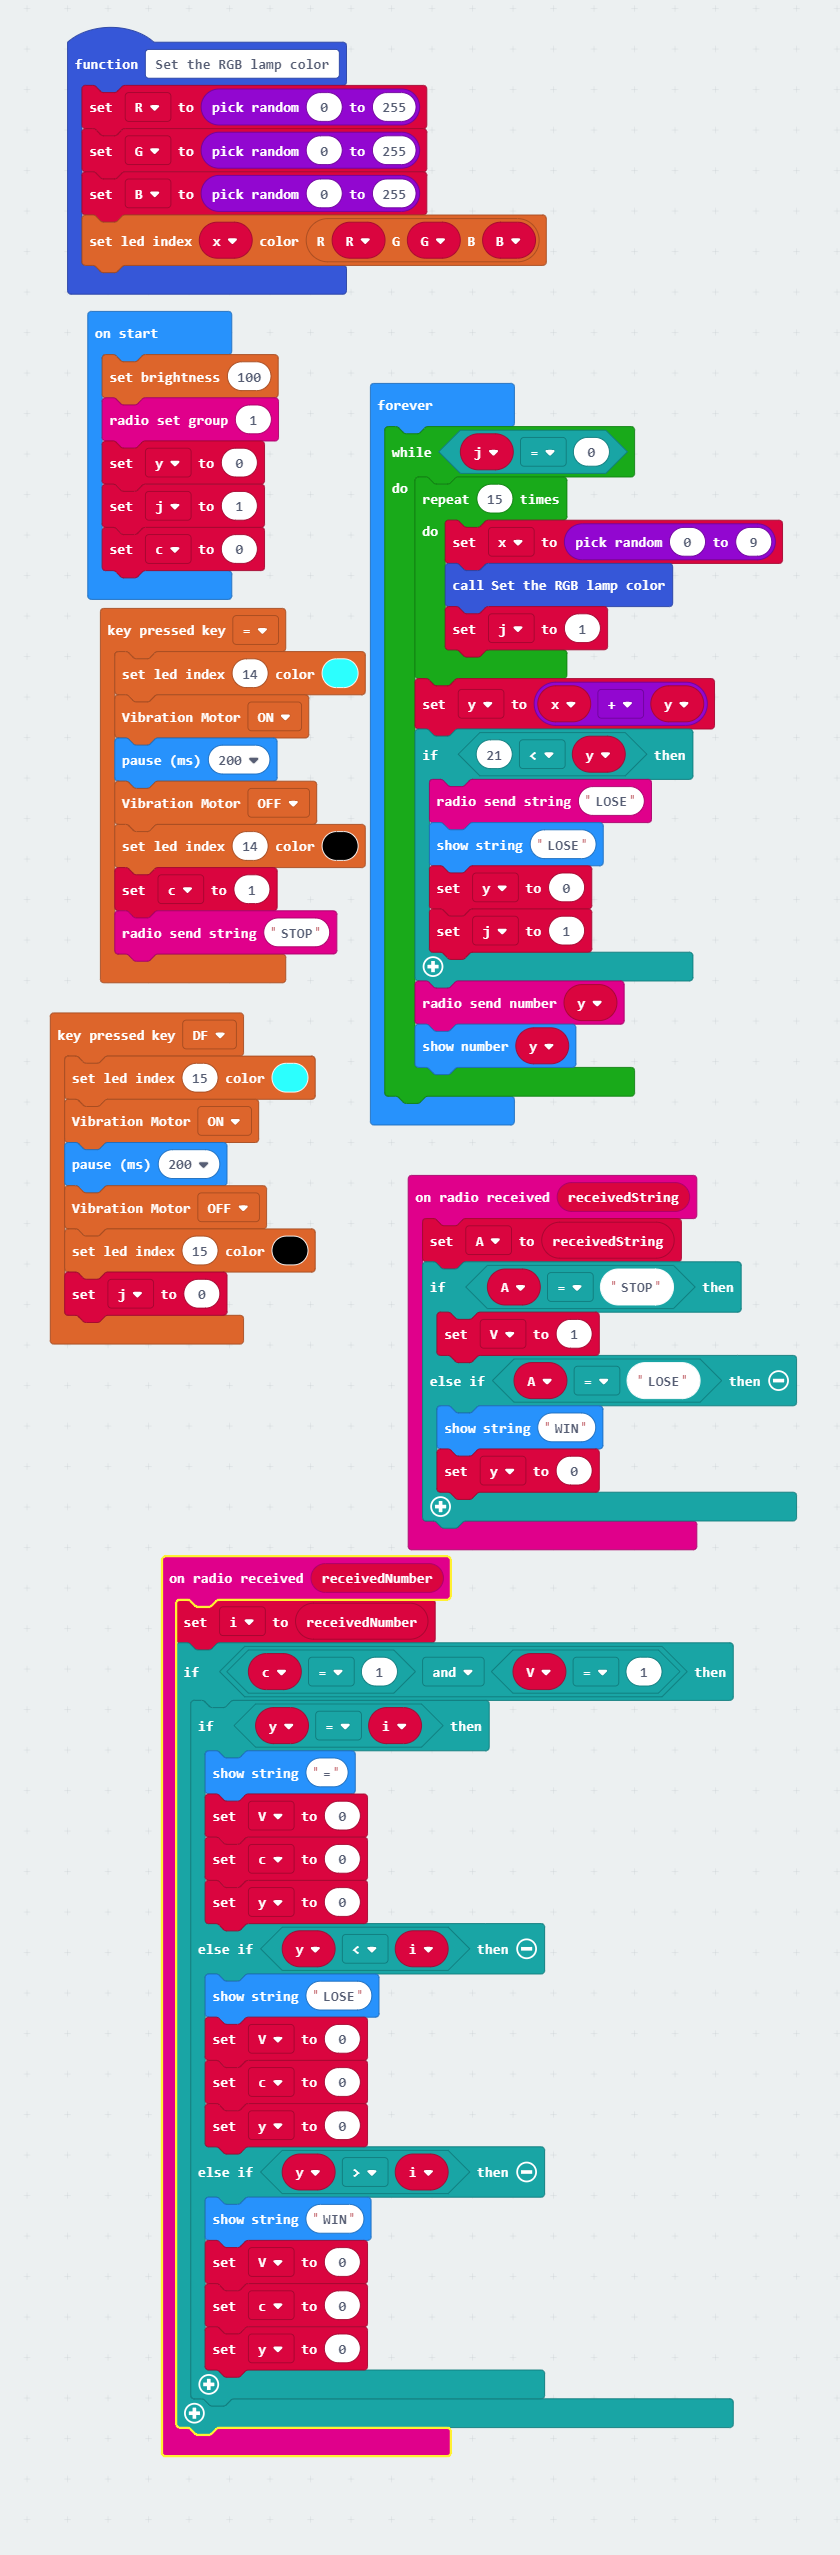 function Set the RGB lamp color
set R to pick random 0 to 255
set G to pick random 0 to 255
set B to pick random 0 to 255
set led index x color R R G G B B
on start
set brightness 100
radio set group 1
set y to 0
set j to 1
set c to 0
forever
while j = 0
do
repeat 15 times
do
set x to pick random 0 to 9
call Set the RGB lamp color
set j to 1
set y to x + y
if 21 < y then
radio send string "LOSE"
show string "LOSE"
set y to 0
set j to 1
radio send number y
show number y
key pressed key =
set led index 14 color
Vibration Motor ON
pause (ms) 200
Vibration Motor OFF
set led index 14 color
set c to 1
radio send string "STOP"
key pressed key DF
set led index 15 color
Vibration Motor ON
pause (ms) 200
Vibration Motor OFF
set led index 15 color
set j to 0
on radio received receivedString
set A to receivedString
if A = "STOP" then
set V to 1
else if A = "LOSE" then
show string "WIN"
set y to 0
on radio received receivedNumber
set i to receivedNumber
if c = 1 and V = 1 then
if y = i then
show string "="
set V to 0
set c to 0
set y to 0
else if y < i then
show string "LOSE"
set V to 0
set c to 0
set y to 0
else if y > i then
show string "WIN"
set V to 0
set c to 0
set y to 0